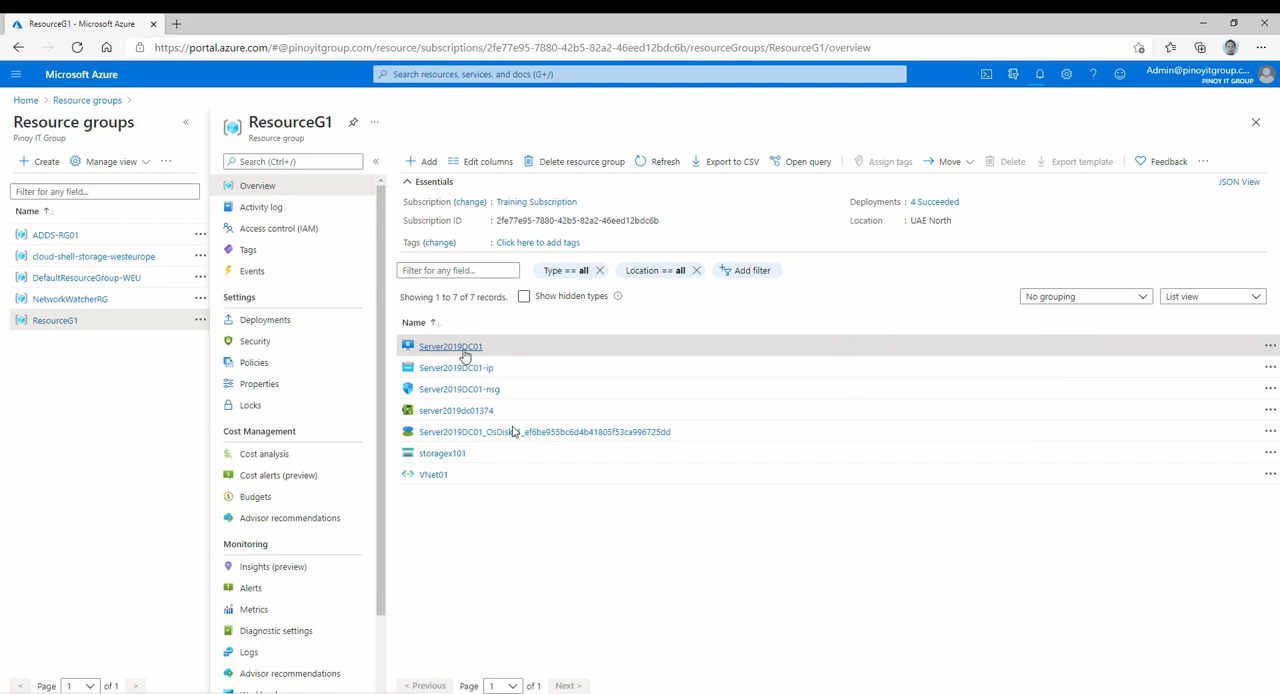 ResourceG1 - Microsoft Azure
https://portal.azure.com/#@pinoyitgroup.com/resource/subscriptions/2fe77e95-7880-42b5-82a2-46eed12bdc6b/resourceGroups/ResourceG1/overview
Microsoft Azure
Search resources, services, and docs (G+/)
Admin@pinoyitgroup.c...
PINOY IT GROUP
Home > Resource groups >
Resource groups
Pinoy IT Group
Create
Manage view
Filter for any field...
Name
ADDS-RG01
cloud-shell-storage-westeurope
DefaultResourceGroup-WEU
NetworkWatcherRG
ResourceG1
< Page 1 of 1 >
ResourceG1
Resource group
Search (Ctrl+/)
Overview
Activity log
Access control (IAM)
Tags
Events
Settings
Deployments
Security
Policies
Properties
Locks
Cost Management
Cost analysis
Cost alerts (preview)
Budgets
Advisor recommendations
Monitoring
Insights (preview)
Alerts
Metrics
Diagnostic settings
Logs
Advisor recommendations
Add Edit columns Delete resource group Refresh Export to CSV Open query Assign tags Move Delete Export template Feedback
Essentials
JSON View
Subscription (change) : Training Subscription
Deployments : 4 Succeeded
Subscription ID : 2fe77e95-7880-42b5-82a2-46eed12bdc6b
Location : UAE North
Tags (change) : Click here to add tags
Filter for any field...
Type == all
Location == all
Add filter
Showing 1 to 7 of 7 records.
Show hidden types
No grouping
List view
Name
Server2019DC01
Server2019DC01-ip
Server2019DC01-nsg
server2019dc01374
storagex101
VNet01
< Previous Page 1 of 1 Next >